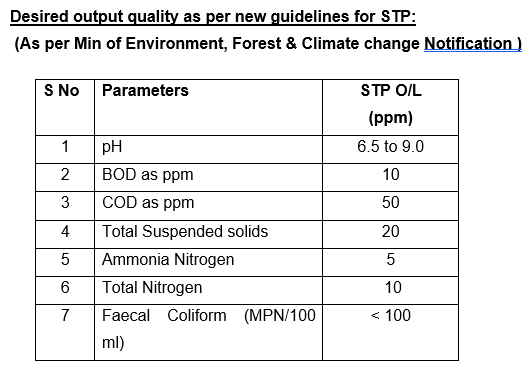 Desired output quality as per new guidelines for STP:
(As per Min of Environment, Forest & Climate change Notification )
S No Parameters STP O/L
(ppm)
1 pH 6.5 to 9.0
2 BOD as ppm 10
3 COD as ppm 50
4 Total Suspended solids 20
5 Ammonia Nitrogen 5
6 Total Nitrogen 10
7 Faecal Coliform (MPN/100 < 100
ml)